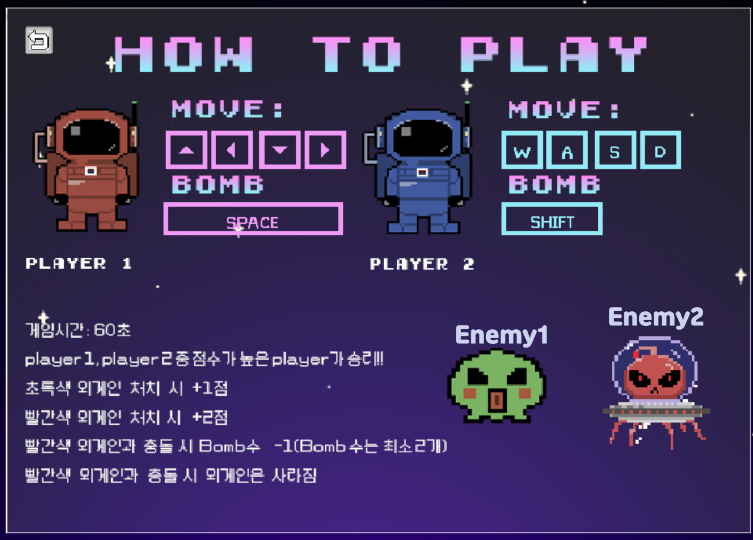 HOW TO PLAY
MOVE:
BOMB
SPACE
PLAYER 1
MOVE:
W A S D
BOMB
SHIFT
PLAYER 2
게임시간 : 60초
player1, player2 중 점수가 높은 player가 승리!!!
초록색 외계인 처치 시 +1점
빨간색 외계인 처치 시 +2점
빨간색 외계인과 충돌 시 Bomb수 -1(Bomb 수는 최소 2개)
빨간색 외계인과 충돌 시 외계인은 사라짐
Enemy1
Enemy2